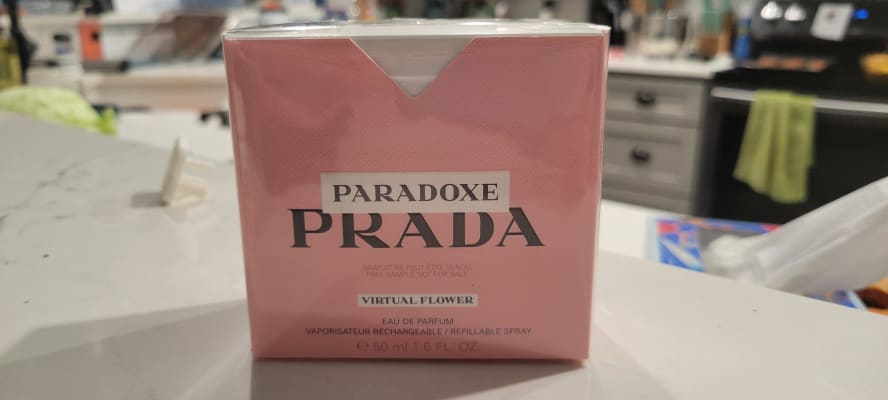 PARADOXE
PRADA
GRATUIT NE PEUT ÊTRE VENDU
FREE SAMPLE NOT FOR SALE
VIRTUAL FLOWER
EAU DE PARFUM
VAPORISATEUR RECHARGEABLE / REFILLABLE SPRAY
℮ 50 ml 1.6 FL. OZ